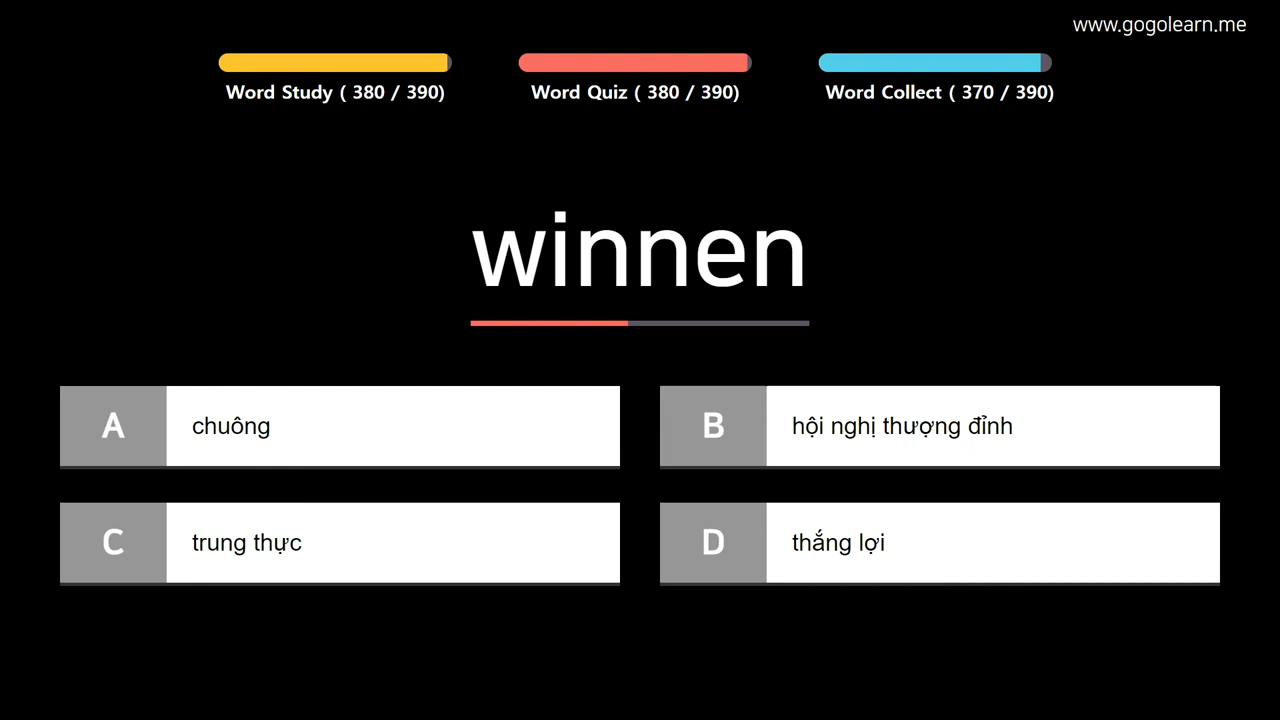 www.gogolearn.me
Word Study ( 380 / 390)
Word Quiz ( 380 / 390)
Word Collect ( 370 / 390)
winnen
A chuông
B hội nghị thượng đỉnh
C trung thực
D thắng lợi